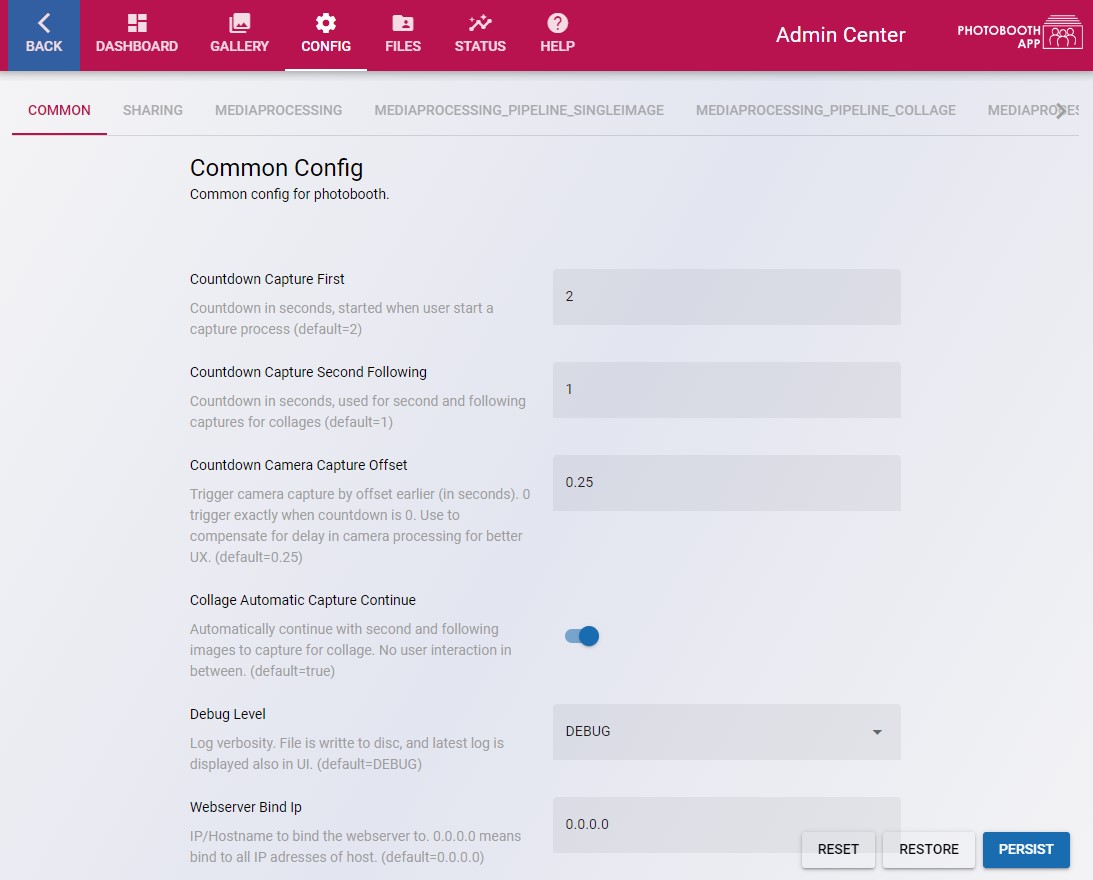 BACK
DASHBOARD
GALLERY
CONFIG
FILES
STATUS
HELP
Admin Center
PHOTOBOOTH
APP
COMMON
SHARING
MEDIAPROCESSING
MEDIAPROCESSING_PIPELINE_SINGLEIMAGE
MEDIAPROCESSING_PIPELINE_COLLAGE
Common Config
Common config for photobooth.
Countdown Capture First
Countdown in seconds, started when user start a
capture process (default=2)
2
Countdown Capture Second Following
Countdown in seconds, used for second and following
captures for collages (default=1)
1
Countdown Camera Capture Offset
Trigger camera capture by offset earlier (in seconds). 0
trigger exactly when countdown is 0. Use to
compensate for delay in camera processing for better
UX. (default=0.25)
0.25
Collage Automatic Capture Continue
Automatically continue with second and following
images to capture for collage. No user interaction in
between. (default=true)
Debug Level
Log verbosity. File is writte to disc, and latest log is
displayed also in UI. (default=DEBUG)
DEBUG
Webserver Bind Ip
IP/Hostname to bind the webserver to. 0.0.0.0 means
bind to all IP adresses of host. (default=0.0.0.0)
0.0.0.0
RESET
RESTORE
PERSIST